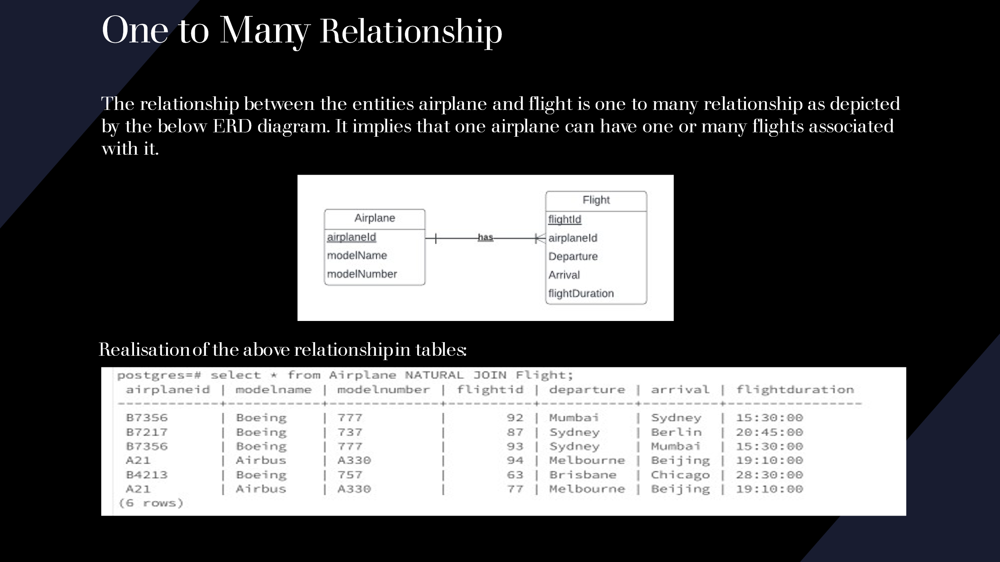 One to Many Relationship
The relationship between the entities airplane and flight is one to many relationship as depicted
by the below ERD diagram. It implies that one airplane can have one or many flights associated
with it.
Airplane
airplaneId
modelName
modelNumber
has
Flight
flightId
airplaneId
Departure
Arrival
flightDuration
Realisation of the above relationship in tables:
postgres=# select * from Airplane NATURAL JOIN Flight;
airplaneid | modelname | modelnumber | flightid | departure | arrival | flightduration
------------+-----------+-------------+----------+-----------+---------+----------------
B7356 | Boeing | 777 | 92 | Mumbai | Sydney | 15:30:00
B7217 | Boeing | 737 | 87 | Sydney | Berlin | 20:45:00
B7356 | Boeing | 777 | 93 | Sydney | Mumbai | 15:30:00
A21 | Airbus | A330 | 94 | Melbourne | Beijing | 19:10:00
B4213 | Boeing | 757 | 63 | Brisbane | Chicago | 28:30:00
A21 | Airbus | A330 | 77 | Melbourne | Beijing | 19:10:00
(6 rows)